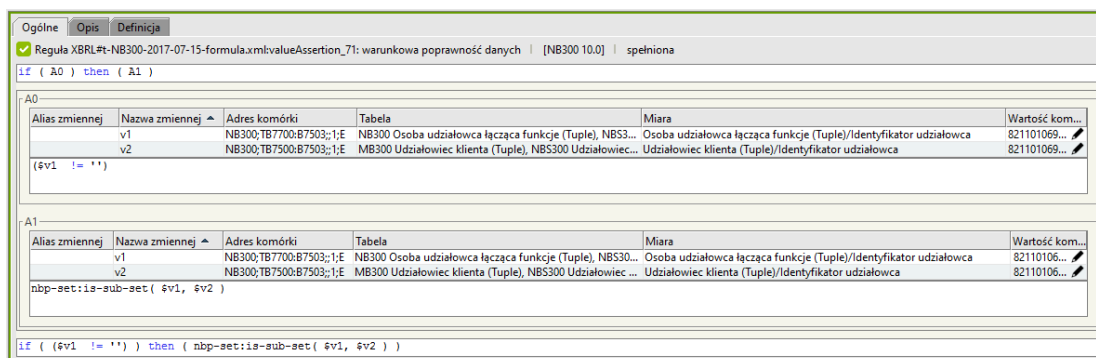 Ogólne Opis Definicja
Reguła XBRL#t-NB300-2017-07-15-formula.xml:valueAssertion_71: warunkowa poprawność danych | [NB300 10.0] | spełniona
if ( A0 ) then ( A1 )
A0
Alias zmiennej Nazwa zmiennej Adres komórki Tabela Miara Wartość kom...
v1 NB300;TB7700:B7503;;1;E NB300 Osoba udziałowca łącząca funkcje (Tuple), NBS3... Osoba udziałowca łącząca funkcje (Tuple)/Identyfikator udziałowca 821101069...
v2 NB300;TB7500:B7503;;1;E MB300 Udziałowiec klienta (Tuple), NBS300 Udziałowiec... Udziałowiec klienta (Tuple)/Identyfikator udziałowca 821101069...
($v1 != '')
A1
Alias zmiennej Nazwa zmiennej Adres komórki Tabela Miara Wartość kom...
v1 NB300;TB7700:B7503;;1;E NB300 Osoba udziałowca łącząca funkcje (Tuple), NBS30... Osoba udziałowca łącząca funkcje (Tuple)/Identyfikator udziałowca 82110106...
v2 NB300;TB7500:B7503;;1;E MB300 Udziałowiec klienta (Tuple), NBS300 Udziałowiec ... Udziałowiec klienta (Tuple)/Identyfikator udziałowca 82110106...
nbp-set:is-sub-set( $v1, $v2 )
if ( ($v1 != '') ) then ( nbp-set:is-sub-set( $v1, $v2 ) )